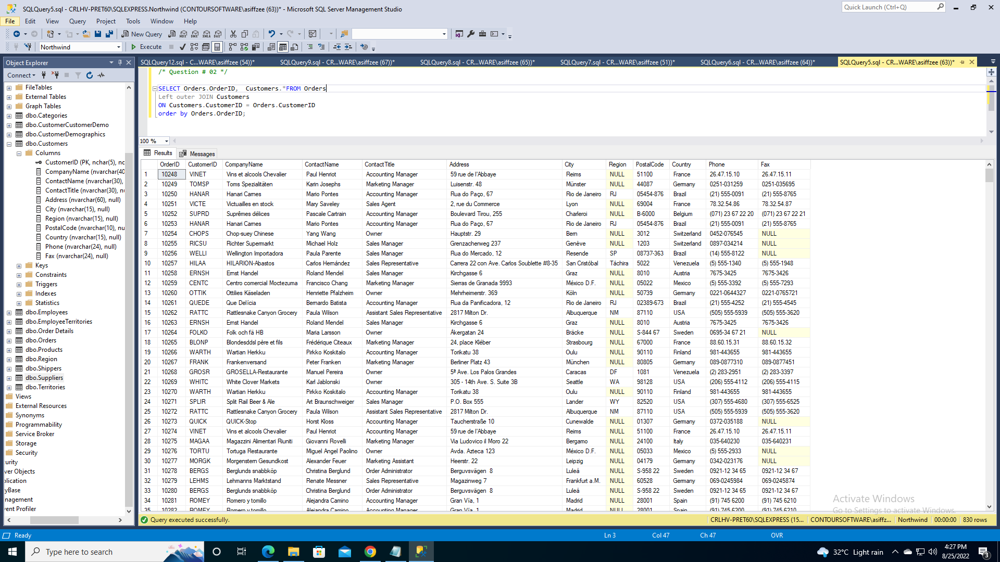 SQLQuery5.sql - CRLHV-PRET60\SQLEXPRESS.Northwind (CONTOURSOFTWARE\asiffzee (63))* - Microsoft SQL Server Management Studio
Quick Launch (Ctrl+Q)
File Edit View Query Project Tools Window Help
New Query MDX DMX XMLA DAX
Northwind Execute
Object Explorer
Connect
FileTables
External Tables
Graph Tables
dbo.Categories
dbo.CustomerCustomerDemo
dbo.CustomerDemographics
dbo.Customers
Columns
CustomerID (PK, nchar(5), nc
CompanyName (nvarchar(40
ContactName (nvarchar(30),
ContactTitle (nvarchar(30), nu
Address (nvarchar(60), null)
City (nvarchar(15), null)
Region (nvarchar(15), null)
PostalCode (nvarchar(10), nu
Country (nvarchar(15), null)
Phone (nvarchar(24), null)
Fax (nvarchar(24), null)
Keys
Constraints
Triggers
Indexes
Statistics
dbo.Employees
dbo.EmployeeTerritories
dbo.Order Details
dbo.Orders
dbo.Products
dbo.Region
dbo.Shippers
dbo.Suppliers
dbo.Territories
Views
External Resources
Synonyms
Programmability
Service Broker
Storage
Security
urity
ver Objects
plication
yBase
nagement
vent Profiler
SQLQuery12.sql - C...WARE\asiffzee (54))* SQLQuery9.sql - CR...WARE\asiffzee (67))* SQLQuery8.sql - CR...WARE\asiffzee (65))* SQLQuery7.sql - CR...WARE\asiffzee (51))* SQLQuery6.sql - CR...WARE\asiffzee (64))* SQLQuery5.sql - CR...WARE\asiffzee (63))*
/* Question # 02 */
SELECT Orders.OrderID,  Customers.*FROM Orders
Left outer JOIN Customers
ON Customers.CustomerID = Orders.CustomerID
order by Orders.OrderID;
100 %
Results Messages
OrderID CustomerID CompanyName ContactName ContactTitle Address City Region PostalCode Country Phone Fax
1 10248 VINET Vins et alcools Chevalier Paul Henriot Accounting Manager 59 rue de l'Abbaye Reims NULL 51100 France 26.47.15.10 26.47.15.11
2 10249 TOMSP Toms Spezialitäten Karin Josephs Marketing Manager Luisenstr. 48 Münster NULL 44087 Germany 0251-031259 0251-035695
3 10250 HANAR Hanari Carnes Mario Pontes Accounting Manager Rua do Paço, 67 Rio de Janeiro RJ 05454-876 Brazil (21) 555-0091 (21) 555-8765
4 10251 VICTE Victuailles en stock Mary Saveley Sales Agent 2, rue du Commerce Lyon NULL 69004 France 78.32.54.86 78.32.54.87
5 10252 SUPRD Suprêmes délices Pascale Cartrain Accounting Manager Boulevard Tirou, 255 Charleroi NULL B-6000 Belgium (071) 23 67 22 20 (071) 23 67 22 21
6 10253 HANAR Hanari Carnes Mario Pontes Accounting Manager Rua do Paço, 67 Rio de Janeiro RJ 05454-876 Brazil (21) 555-0091 (21) 555-8765
7 10254 CHOPS Chop-suey Chinese Yang Wang Owner Hauptstr. 29 Bern NULL 3012 Switzerland 0452-076545 NULL
8 10255 RICSU Richter Supermarkt Michael Holz Sales Manager Grenzacherweg 237 Genève NULL 1203 Switzerland 0897-034214 NULL
9 10256 WELLI Wellington Importadora Paula Parente Sales Manager Rua do Mercado, 12 Resende SP 08737-363 Brazil (14) 555-8122 NULL
10 10257 HILAA HILARION-Abastos Carlos Hernández Sales Representative Carrera 22 con Ave. Carlos Soublette #8-35 San Cristóbal Táchira 5022 Venezuela (5) 555-1340 (5) 555-1948
11 10258 ERNSH Ernst Handel Roland Mendel Sales Manager Kirchgasse 6 Graz NULL 8010 Austria 7675-3425 7675-3426
12 10259 CENTC Centro comercial Moctezuma Francisco Chang Marketing Manager Sierras de Granada 9993 México D.F. NULL 05022 Mexico (5) 555-3392 (5) 555-7293
13 10260 OTTIK Ottilies Käseladen Henriette Pfalzheim Owner Mehrheimerstr. 369 Köln NULL 50739 Germany 0221-0644327 0221-0765721
14 10261 QUEDE Que Delícia Bernardo Batista Accounting Manager Rua da Panificadora, 12 Rio de Janeiro RJ 02389-673 Brazil (21) 555-4252 (21) 555-4545
15 10262 RATTC Rattlesnake Canyon Grocery Paula Wilson Assistant Sales Representative 2817 Milton Dr. Albuquerque NM 87110 USA (505) 555-5939 (505) 555-3620
16 10263 ERNSH Ernst Handel Roland Mendel Sales Manager Kirchgasse 6 Graz NULL 8010 Austria 7675-3425 7675-3426
17 10264 FOLKO Folk och fä HB Maria Larsson Owner Åkergatan 24 Bräcke NULL S-844 67 Sweden 0695-34 67 21 NULL
18 10265 BLONP Blondesddsl père et fils Frédérique Citeaux Marketing Manager 24, place Kléber Strasbourg NULL 67000 France 88.60.15.31 88.60.15.32
19 10266 WARTH Wartian Herkku Pirkko Koskitalo Accounting Manager Torikatu 38 Oulu NULL 90110 Finland 981-443655 981-443655
20 10267 FRANK Frankenversand Peter Franken Marketing Manager Berliner Platz 43 München NULL 80805 Germany 089-0877310 089-0877451
21 10268 GROSR GROSELLA-Restaurante Manuel Pereira Owner 5ª Ave. Los Palos Grandes Caracas DF 1081 Venezuela (2) 283-2951 (2) 283-3397
22 10269 WHITC White Clover Markets Karl Jablonski Owner 305 - 14th Ave. S. Suite 3B Seattle WA 98128 USA (206) 555-4112 (206) 555-4115
23 10270 WARTH Wartian Herkku Pirkko Koskitalo Accounting Manager Torikatu 38 Oulu NULL 90110 Finland 981-443655 981-443655
24 10271 SPLIR Split Rail Beer & Ale Art Braunschweiger Sales Manager P.O. Box 555 Lander WY 82520 USA (307) 555-4680 (307) 555-6525
25 10272 RATTC Rattlesnake Canyon Grocery Paula Wilson Assistant Sales Representative 2817 Milton Dr. Albuquerque NM 87110 USA (505) 555-5939 (505) 555-3620
26 10273 QUICK QUICK-Stop Horst Kloss Accounting Manager Taucherstraße 10 Cunewalde NULL 01307 Germany 0372-035188 NULL
27 10274 VINET Vins et alcools Chevalier Paul Henriot Accounting Manager 59 rue de l'Abbaye Reims NULL 51100 France 26.47.15.10 26.47.15.11
28 10275 MAGAA Magazzini Alimentari Riuniti Giovanni Rovelli Marketing Manager Via Ludovico il Moro 22 Bergamo NULL 24100 Italy 035-640230 035-640231
29 10276 TORTU Tortuga Restaurante Miguel Angel Paolino Owner Avda. Azteca 123 México D.F. NULL 05033 Mexico (5) 555-2933 NULL
30 10277 MORGK Morgenstern Gesundkost Alexander Feuer Marketing Assistant Heerstr. 22 Leipzig NULL 04179 Germany 0342-023176 NULL
31 10278 BERGS Berglunds snabbköp Christina Berglund Order Administrator Berguvsvägen  8 Luleå NULL S-958 22 Sweden 0921-12 34 65 0921-12 34 67
32 10279 LEHMS Lehmanns Marktstand Renate Messner Sales Representative Magazinweg 7 Frankfurt a.M. NULL 60528 Germany 069-0245984 069-0245874
33 10280 BERGS Berglunds snabbköp Christina Berglund Order Administrator Berguvsvägen  8 Luleå NULL S-958 22 Sweden 0921-12 34 65 0921-12 34 67
34 10281 ROMEY Romero y tomillo Alejandra Camino Accounting Manager Gran Vía, 1 Madrid NULL 28001 Spain (91) 745 6200 (91) 745 6210
35 10282 ROMEY Romero y tomillo Alejandra Camino Accounting Manager Gran Vía, 1 Madrid NULL 28001 Spain (91) 745 6200 (91) 745 6210
Activate Windows
Go to Settings to activate Windows.
Query executed successfully. CRLHV-PRET60\SQLEXPRESS (15... CONTOURSOFTWARE\asiffz... Northwind 00:00:00 830 rows
Ready Ln 3 Col 47 Ch 47 OVR
Type here to search 32°C Light rain 4:27 PM
8/25/2022 3